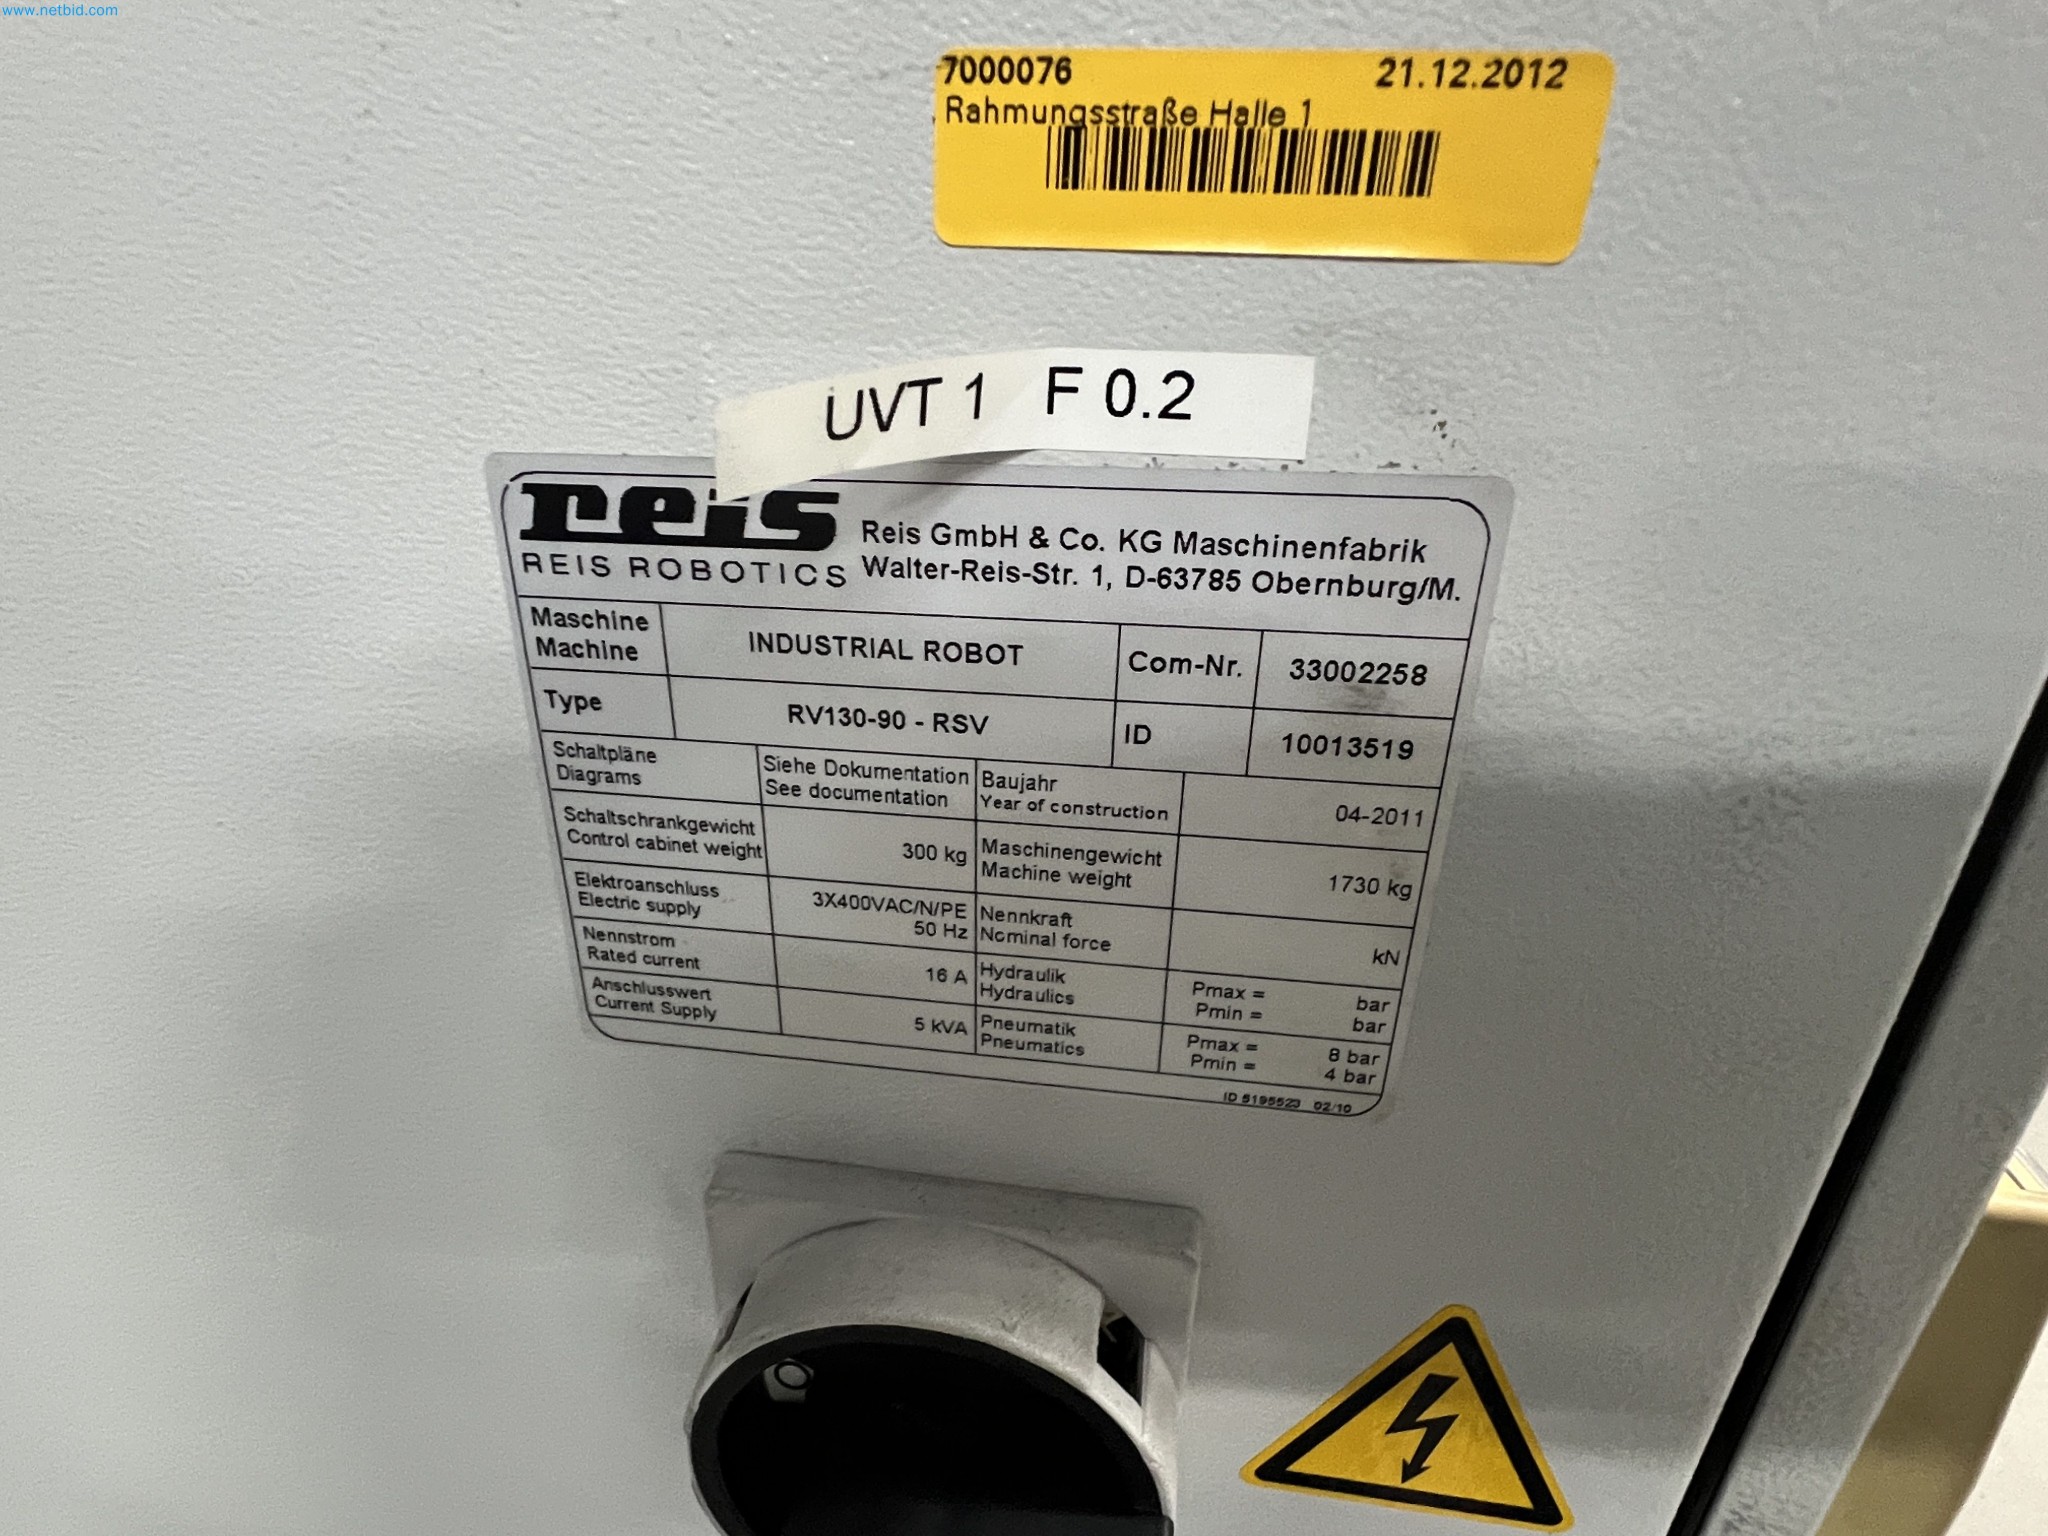 www.netbid.com
7000076 21.12.2012
Rahmungsstraße Halle 1
UVT 1 F 0.2
reis
REIS ROBOTICS
Reis GmbH & Co. KG Maschinenfabrik
Walter-Reis-Str. 1, D-63785 Obernburg/M.
Maschine
Machine
INDUSTRIAL ROBOT
Com-Nr.
33002258
Type
RV130-90 - RSV
ID
10013519
Schaltpläne
Diagrams
Siehe Dokumentation
See documentation
Baujahr
Year of construction
04-2011
Schaltschrankgewicht
Control cabinet weight
300 kg
Maschinengewicht
Machine weight
1730 kg
Elektroanschluss
Electric supply
3X400VAC/N/PE
50 Hz
Nennkraft
Nominal force
kN
Nennstrom
Rated current
16 A
Hydraulik
Hydraulics
Pmax = bar
Pmin = bar
Anschlusswert
Current Supply
5 kVA
Pneumatik
Pneumatics
Pmax = 8 bar
Pmin = 4 bar
ID 5195523 02/10
O